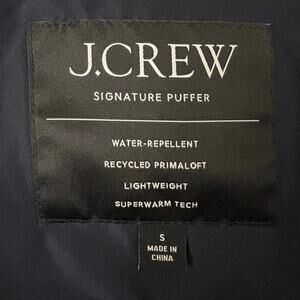 J.CREW
SIGNATURE PUFFER
WATER-REPELLENT
RECYCLED PRIMALOFT
LIGHTWEIGHT
SUPERWARM TECH
S
MADE IN
CHINA